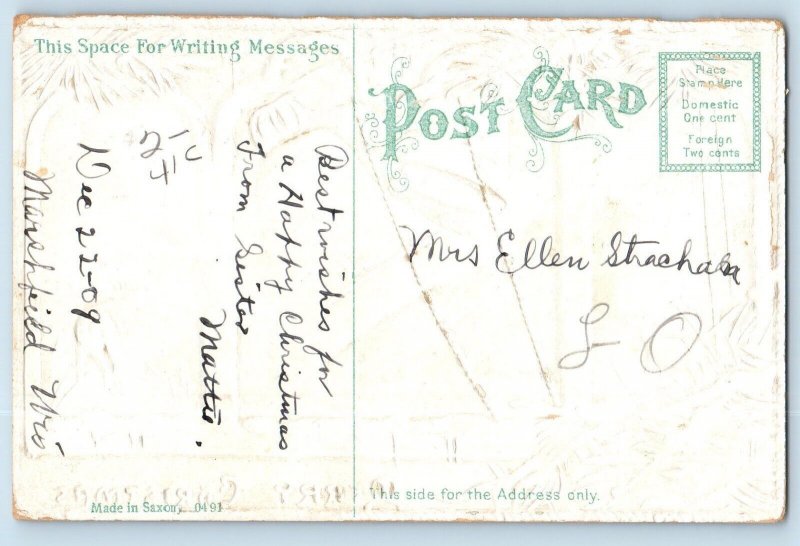 This Space For Writing Messages
Best wishes for
a Happy Christmas
From Sister
Mattie.
Dec 22-09
Marshfield Wis
POST CARD
Place
Stamp Here
Domestic
One cent
Foreign
Two cents
Mrs Ellen Strachan
L O
This side for the Address only.
Made in Saxony 0491